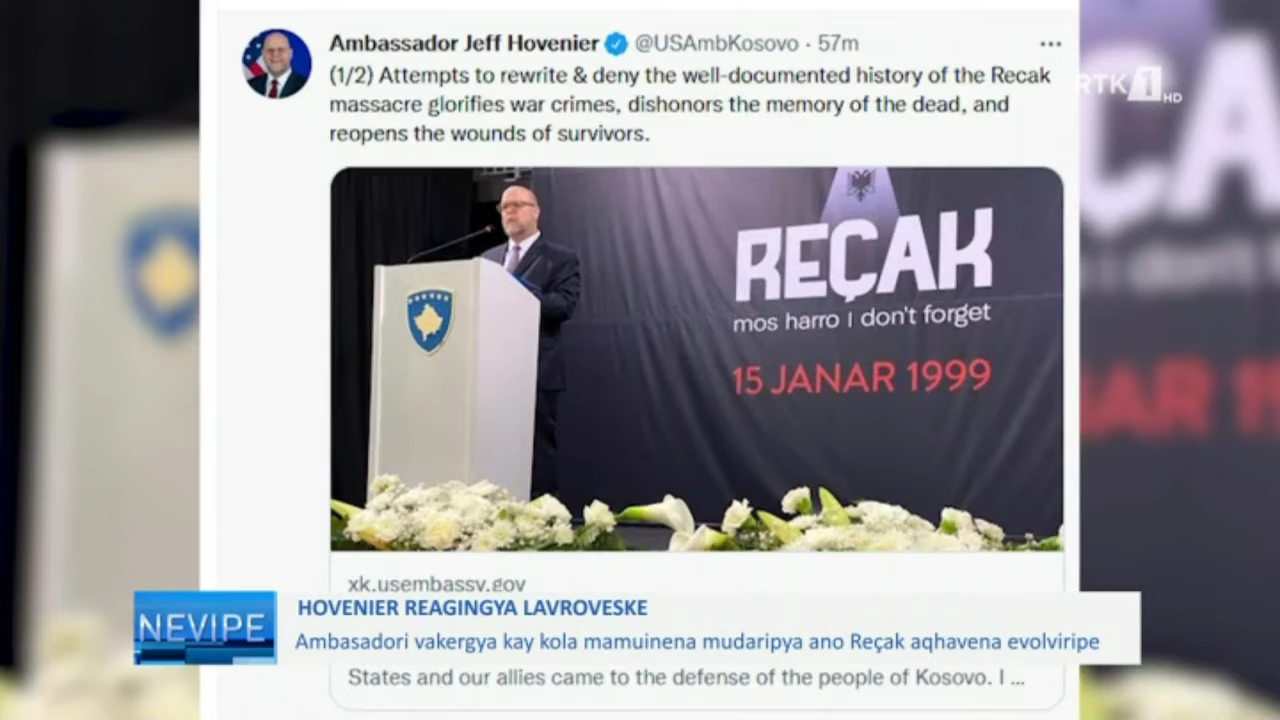 Ambassador Jeff Hovenier @USAmbKosovo · 57m
(1/2) Attempts to rewrite & deny the well-documented history of the Recak
massacre glorifies war crimes, dishonors the memory of the dead, and
reopens the wounds of survivors.
RTK 1 HD
REÇAK
mos harro | don't forget
15 JANAR 1999
xk.usembassy.gov
NEVIPE
HOVENIER REAGINGYA LAVROVESKE
Ambasadori vakergya kay kola mamuinena mudaripya ano Reçak aqhavena evolviripe
States and our allies came to the defense of the people of Kosovo. I ...